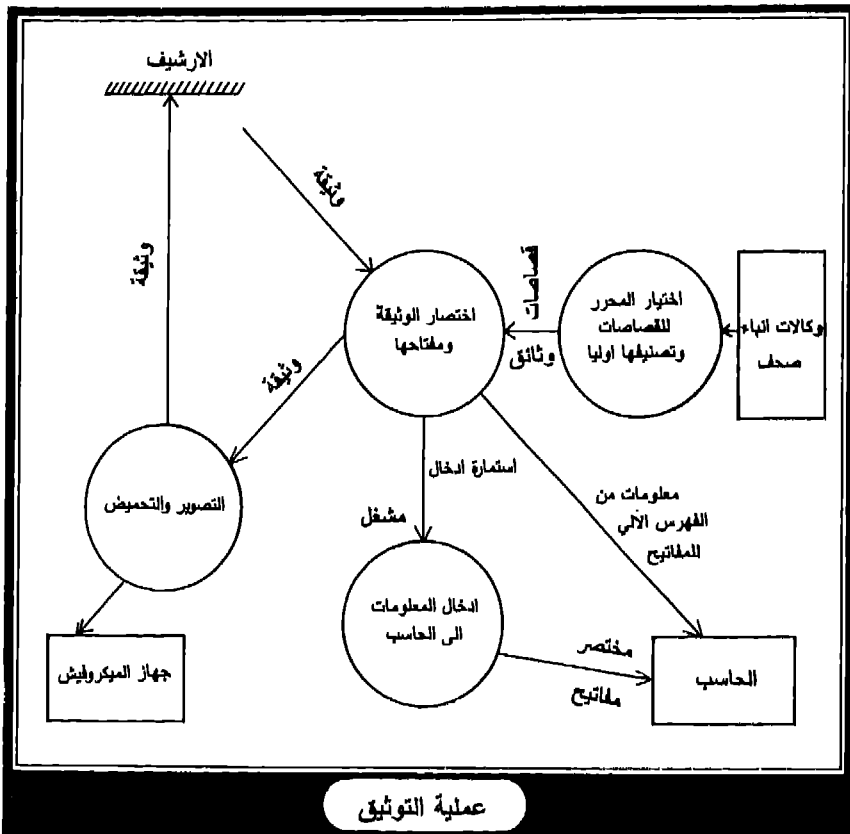 الارشيف
وثيقة
وثيقة
قصاصات
وثائق
وكالات انباء
صحف
اختيار المحرر
للقصاصات
وتصنيفها اوليا
اختصار الوثيقة
ومفتاحها
وثيقة
التصوير والتحميض
استمارة ادخال
مشغل
معلومات من
الفهرس الآلي
للمفاتيح
ادخال المعلومات
الى الحاسب
مختصر
مفاتيح
الحاسب
جهاز الميكروفيش
عملية التوثيق